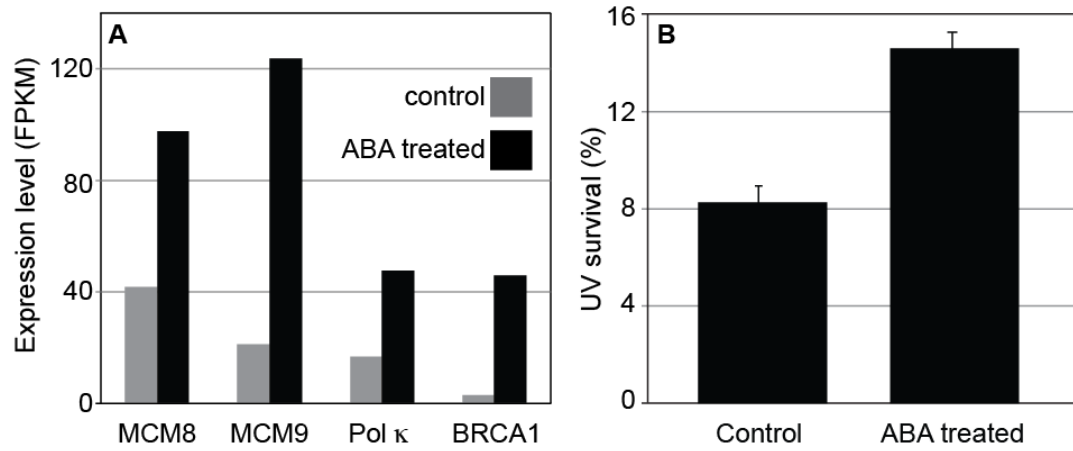 A
Expression level (FPKM)
120
80
40
0
control
ABA treated
MCM8 MCM9 Pol κ BRCA1
B
UV survival (%)
16
12
8
4
0
Control ABA treated